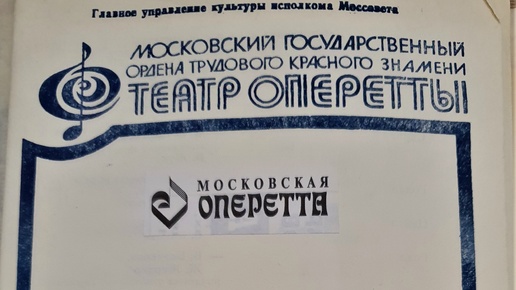 Главное управление культуры исполкома Моссовета
МОСКОВСКИЙ ГОСУДАРСТВЕННЫЙ
ОРДЕНА ТРУДОВОГО КРАСНОГО ЗНАМЕНИ
ТЕАТР ОПЕРЕТТЫ
МОСКОВСКАЯ
ОПЕРЕТТА